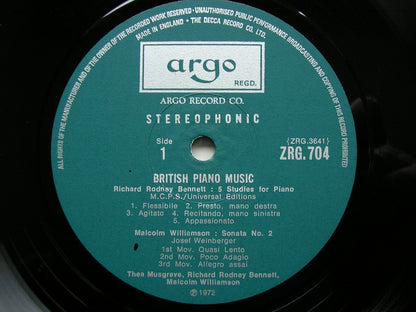 ALL RIGHTS OF THE MANUFACTURER AND OF THE OWNER OF THE RECORDED WORK RESERVED · UNAUTHORISED PUBLIC PERFORMANCE BROADCASTING AND COPYING OF THIS RECORD PROHIBITED
MADE IN ENGLAND · THE DECCA RECORD CO. LTD.
argo
REGD.
ARGO RECORD CO.
STEREOPHONIC
Side
1
(ZRG.3641)
ZRG.704
BRITISH PIANO MUSIC
Richard Rodney Bennett : 5 Studies for Piano
M.C.P.S./Universal Editions
1. Flessibile 2. Presto, mano destra
3. Agitato 4. Recitando, mano sinistra
5. Appassionato
Malcolm Williamson : Sonata No. 2
Josef Weinberger
1st Mov. Quasi Lento
2nd Mov. Poco Adagio
3rd Mov. Allegro assai
Thea Musgrave, Richard Rodney Bennett,
Malcolm Williamson
℗ 1972